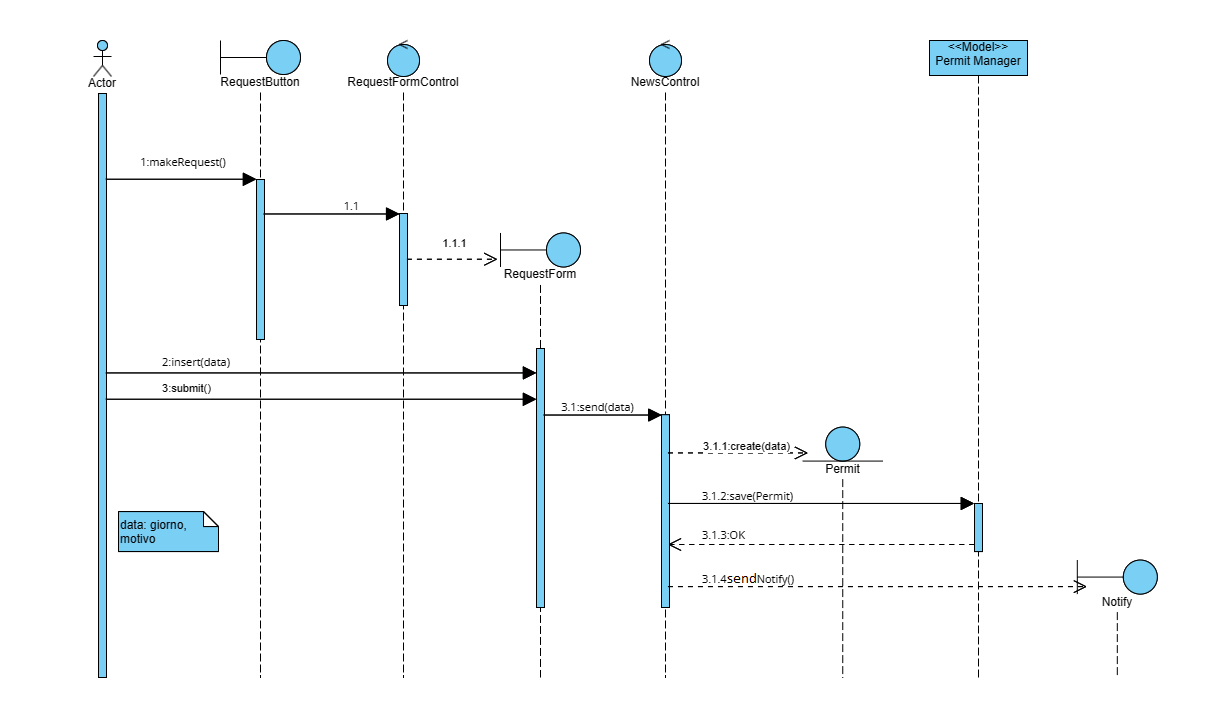 <<Model>>
Permit Manager
Actor
RequestButton
RequestFormControl
NewsControl
1:makeRequest()
1.1
1.1.1
RequestForm
2:insert(data)
3:submit()
3.1:send(data)
3.1.1:create(data)
Permit
3.1.2:save(Permit)
data: giorno,
motivo
3.1.3:OK
3.1.4sendNotify()
Notify